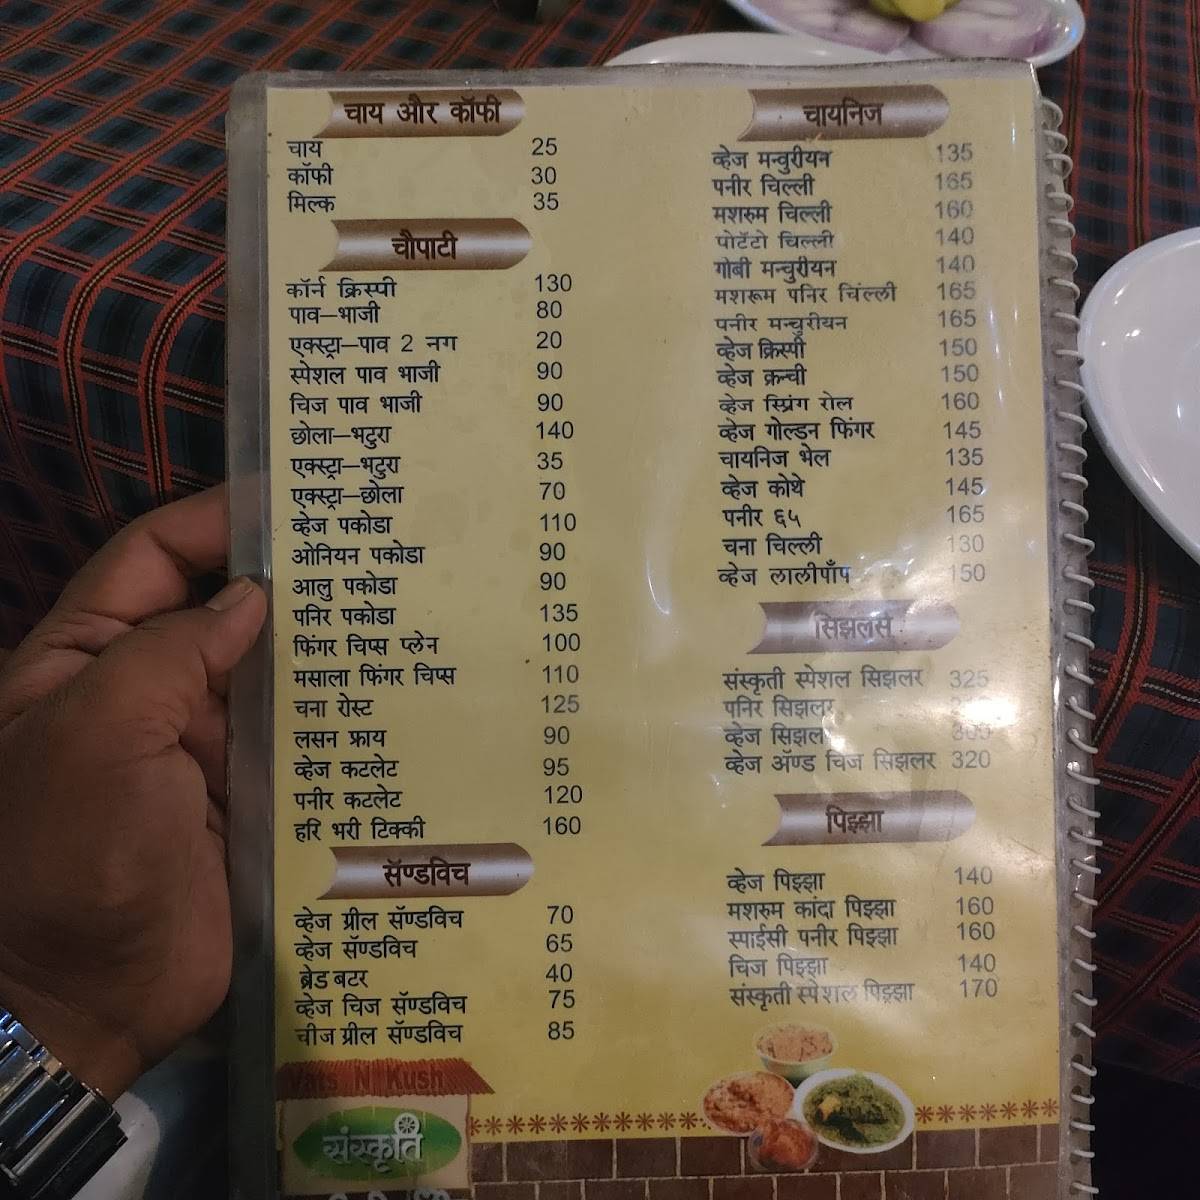 चाय और कॉफी
चाय 25
कॉफी 30
मिल्क 35
चौपाटी
कॉर्न क्रिस्पी 130
पाव–भाजी 80
एक्स्ट्रा–पाव 2 नग 20
स्पेशल पाव भाजी 90
चिज पाव भाजी 90
छोला–भटुरा 140
एक्स्ट्रा–भटुरा 35
एक्स्ट्रा–छोला 70
व्हेज पकोडा 110
ओनियन पकोडा 90
आलु पकोडा 90
पनिर पकोडा 135
फिंगर चिप्स प्लेन 100
मसाला फिंगर चिप्स 110
चना रोस्ट 125
लसन फ्राय 90
व्हेज कटलेट 95
पनीर कटलेट 120
हरि भरी टिक्की 160
सॅण्डविच
व्हेज ग्रील सॅण्डविच 70
व्हेज सॅण्डविच 65
ब्रेड बटर 40
व्हेज चिज सॅण्डविच 75
चीज ग्रील सॅण्डविच 85
Vats N Kush
संस्कृति
चायनिज
व्हेज मन्चुरीयन 135
पनीर चिल्ली 165
मशरुम चिल्ली 160
पोटॅटो चिल्ली 140
गोबी मन्चुरीयन 140
मशरूम पनिर चिंल्ली 165
पनीर मन्चुरीयन 165
व्हेज क्रिस्पी 150
व्हेज क्रन्ची 150
व्हेज स्प्रिंग रोल 160
व्हेज गोल्डन फिंगर 145
चायनिज भेल 135
व्हेज कोथे 145
पनीर ६५ 165
चना चिल्ली 130
व्हेज लालीपाँप 150
सिझलर्स
संस्कृती स्पेशल सिझलर 325
पनिर सिझलर
व्हेज सिझलर 300
व्हेज ॲण्ड चिज सिझलर 320
पिझ्झा
व्हेज पिझ्झा 140
मशरुम कांदा पिझ्झा 160
स्पाईसी पनीर पिझ्झा 160
चिज पिझ्झा 140
संस्कृती स्पेशल पिझ्झा 170